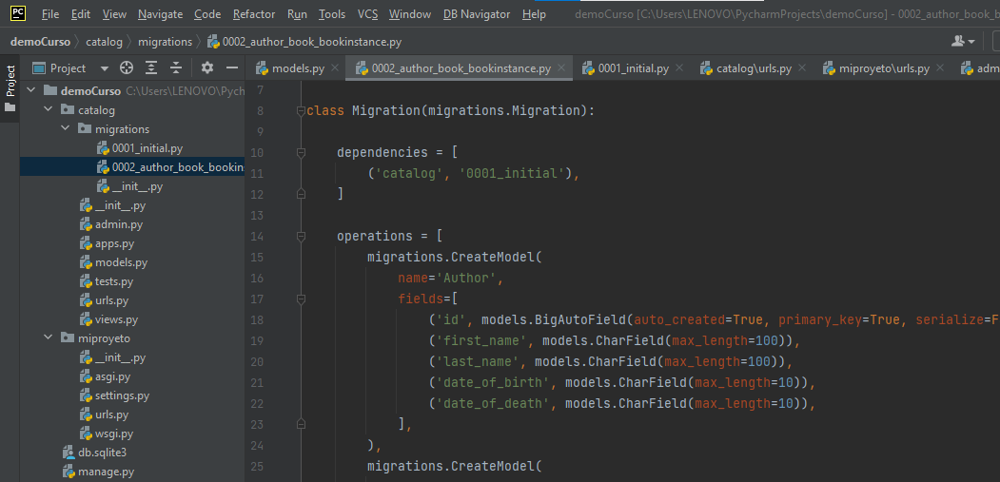 PC File Edit View Navigate Code Refactor Run Tools VCS Window DB Navigator Help demoCurso [C:\Users\LENOVO\PycharmProjects\demoCurso] - 0002_author_book_b
demoCurso catalog migrations 0002_author_book_bookinstance.py
Project
Project
models.py 0002_author_book_bookinstance.py 0001_initial.py catalog\urls.py miproyeto\urls.py adm
demoCurso C:\Users\LENOVO\Pych
catalog
migrations
0001_initial.py
0002_author_book_bookin
__init__.py
__init__.py
admin.py
apps.py
models.py
tests.py
urls.py
views.py
miproyeto
__init__.py
asgi.py
settings.py
urls.py
wsgi.py
db.sqlite3
manage.py
7
8 class Migration(migrations.Migration):
9
10 dependencies = [
11 ('catalog', '0001_initial'),
12 ]
13
14 operations = [
15 migrations.CreateModel(
16 name='Author',
17 fields=[
18 ('id', models.BigAutoField(auto_created=True, primary_key=True, serialize=F
19 ('first_name', models.CharField(max_length=100)),
20 ('last_name', models.CharField(max_length=100)),
21 ('date_of_birth', models.CharField(max_length=10)),
22 ('date_of_death', models.CharField(max_length=10)),
23 ],
24 ),
25 migrations.CreateModel(